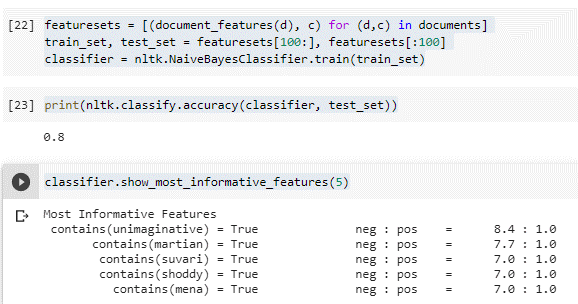 [22] featuresets = [(document_features(d), c) for (d,c) in documents]
train_set, test_set = featuresets[100:], featuresets[:100]
classifier = nltk.NaiveBayesClassifier.train(train_set)
[23] print(nltk.classify.accuracy(classifier, test_set))
0.8
classifier.show_most_informative_features(5)
Most Informative Features
contains(unimaginative) = True neg : pos = 8.4 : 1.0
contains(martian) = True neg : pos = 7.7 : 1.0
contains(suvari) = True neg : pos = 7.0 : 1.0
contains(shoddy) = True neg : pos = 7.0 : 1.0
contains(mena) = True neg : pos = 7.0 : 1.0